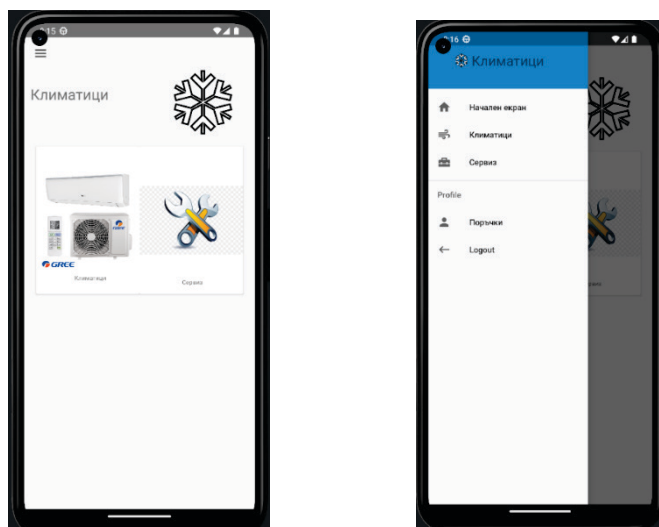 Климатици
GREE
Климатици
Сервиз
Климатици
Начален екран
Климатици
Сервиз
Profile
Поръчки
Logout